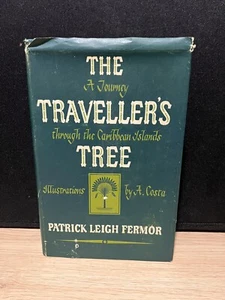 THE
A Journey
TRAVELLER'S
through the Caribbean Islands
TREE
Illustrations by A. Costa
PATRICK LEIGH FERMOR